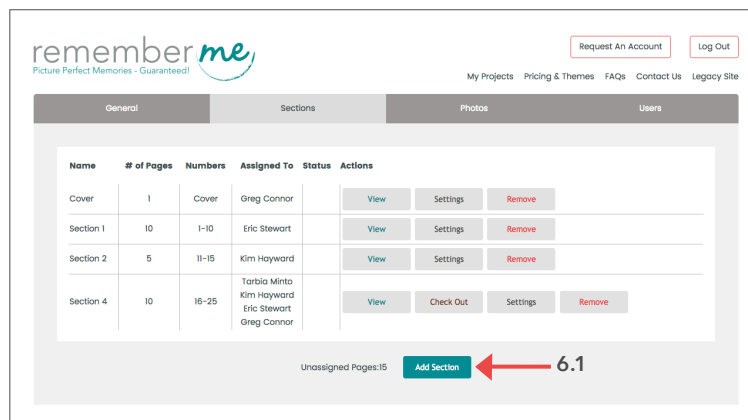 remember me
Picture Perfect Memories - Guaranteed!
Request An Account
Log Out
My Projects Pricing & Themes FAQs Contact Us Legacy Site
General Sections Photos Users
Name # of Pages Numbers Assigned To Status Actions
Cover 1 Cover Greg Connor View Settings Remove
Section 1 10 1-10 Eric Stewart View Settings Remove
Section 2 5 11-15 Kim Hayward View Settings Remove
Section 4 10 16-25 Tarbia Minto View Check Out Settings Remove
Kim Hayward
Eric Stewart
Greg Connor
Unassigned Pages:15 Add Section 6.1